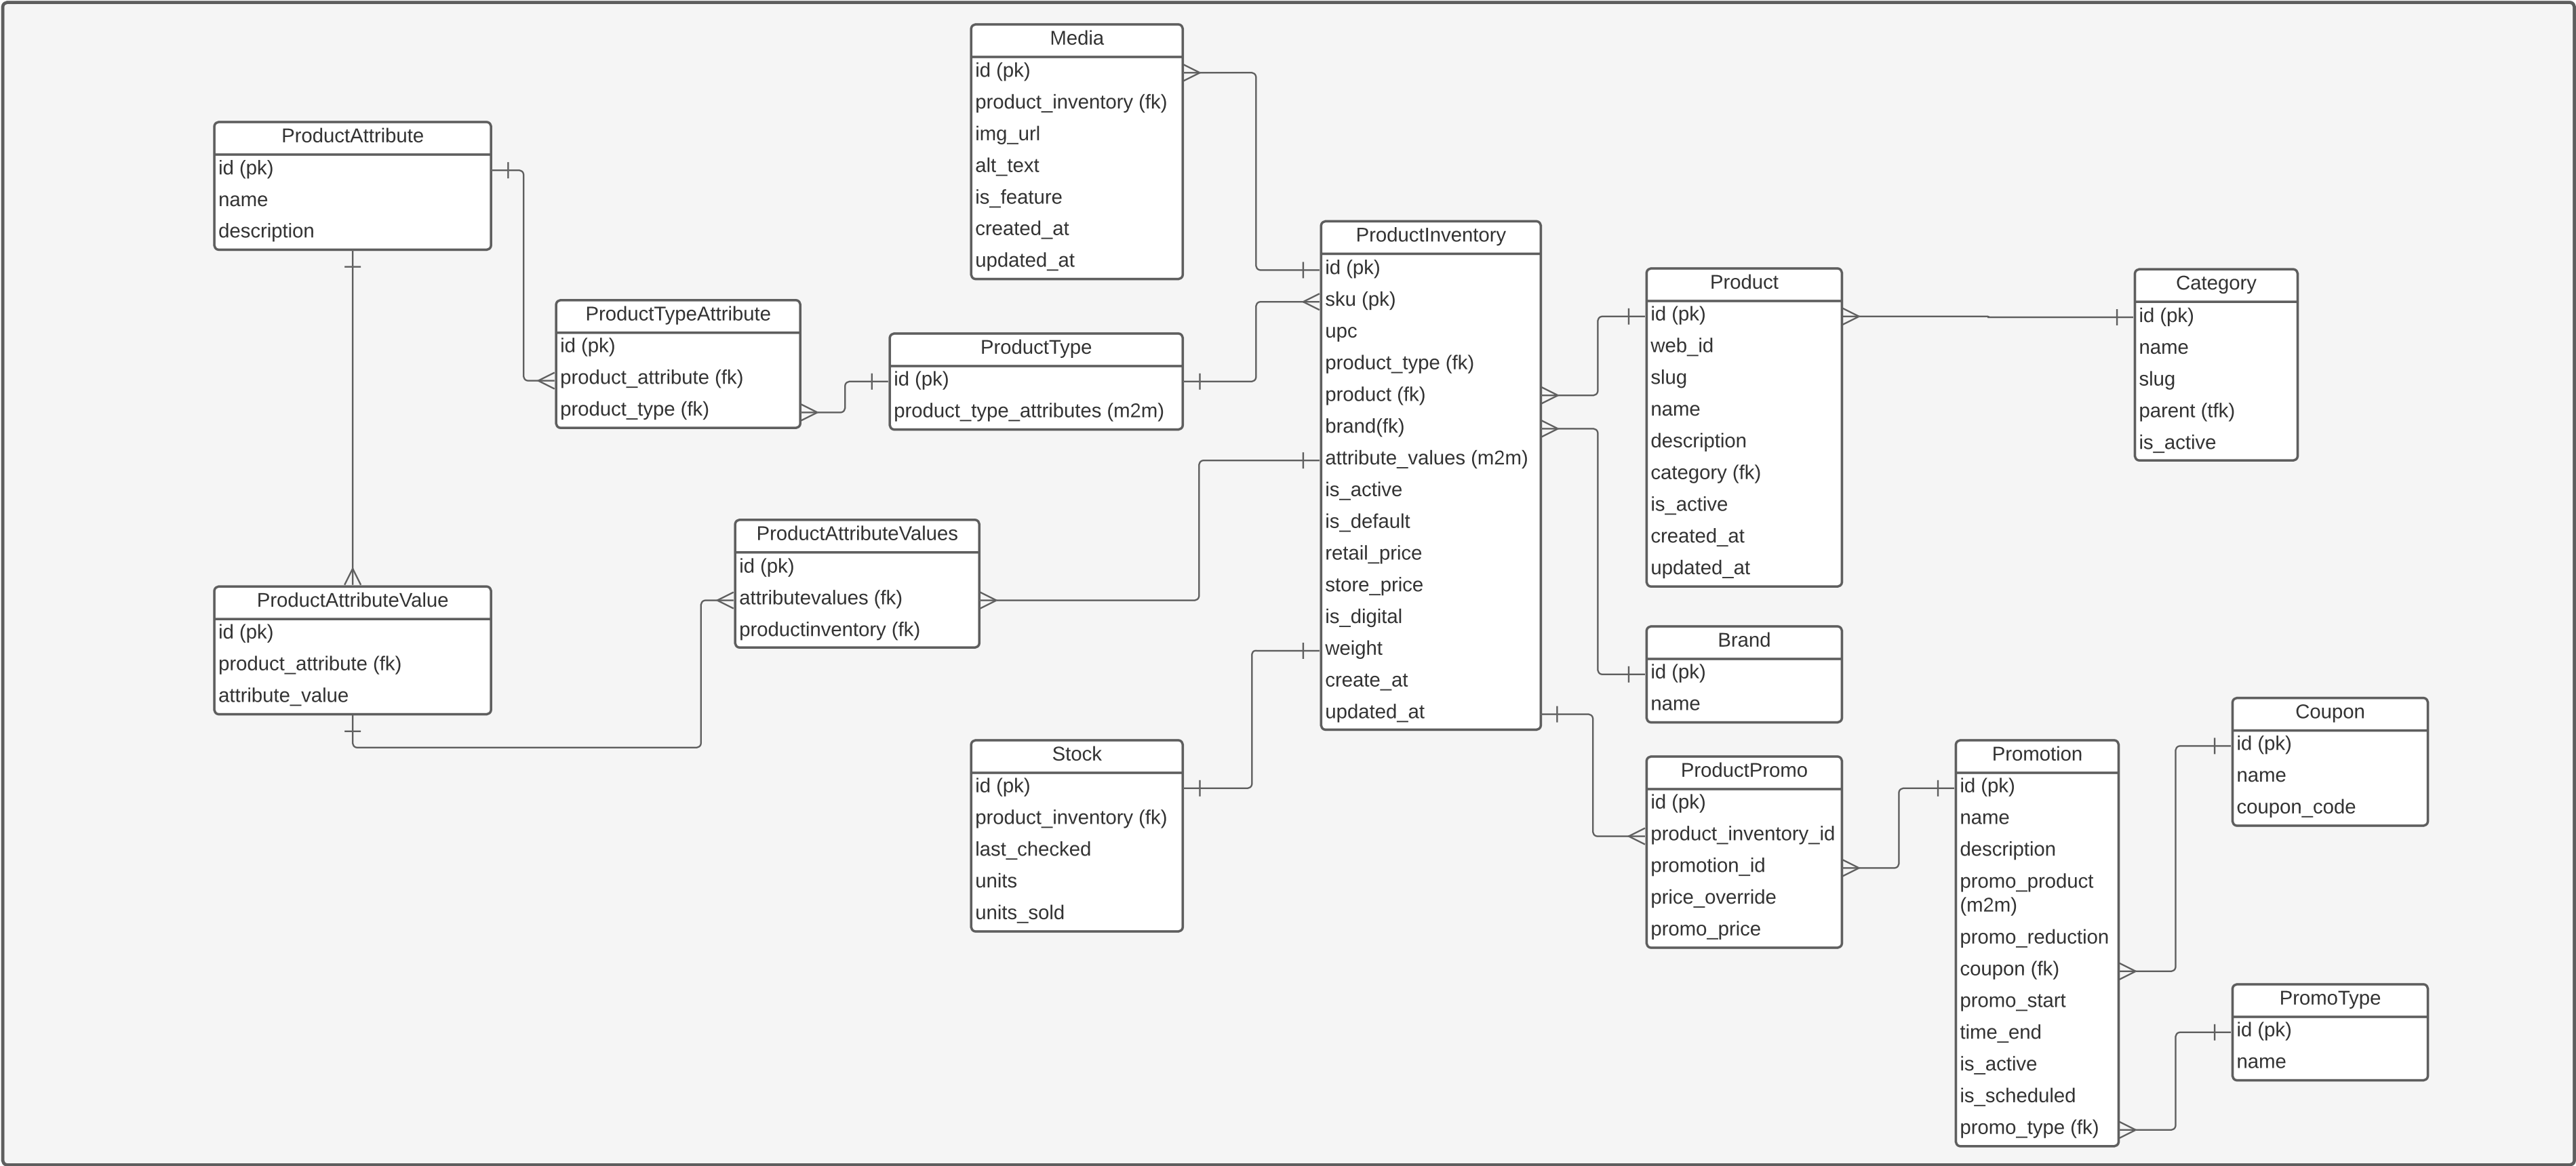 Media
id (pk)
product_inventory (fk)
img_url
alt_text
is_feature
created_at
updated_at
ProductAttribute
id (pk)
name
description
ProductTypeAttribute
id (pk)
product_attribute (fk)
product_type (fk)
ProductType
id (pk)
product_type_attributes (m2m)
ProductInventory
id (pk)
sku (pk)
upc
product_type (fk)
product (fk)
brand(fk)
attribute_values (m2m)
is_active
is_default
retail_price
store_price
is_digital
weight
create_at
updated_at
Product
id (pk)
web_id
slug
name
description
category (fk)
is_active
created_at
updated_at
Category
id (pk)
name
slug
parent (tfk)
is_active
ProductAttributeValue
id (pk)
product_attribute (fk)
attribute_value
ProductAttributeValues
id (pk)
attributevalues (fk)
productinventory (fk)
Stock
id (pk)
product_inventory (fk)
last_checked
units
units_sold
Brand
id (pk)
name
ProductPromo
id (pk)
product_inventory_id
promotion_id
price_override
promo_price
Promotion
id (pk)
name
description
promo_product
(m2m)
promo_reduction
coupon (fk)
promo_start
time_end
is_active
is_scheduled
promo_type (fk)
Coupon
id (pk)
name
coupon_code
PromoType
id (pk)
name